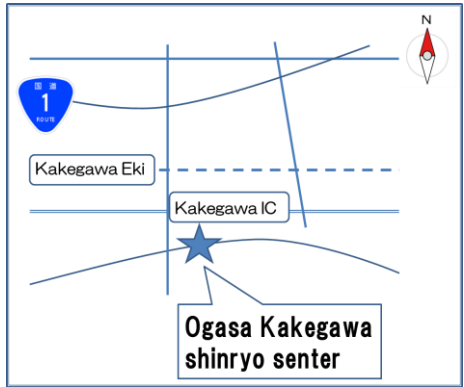 N
国道
1
ROUTE
Kakegawa Eki
Kakegawa IC
Ogasa Kakegawa
shinryo senter